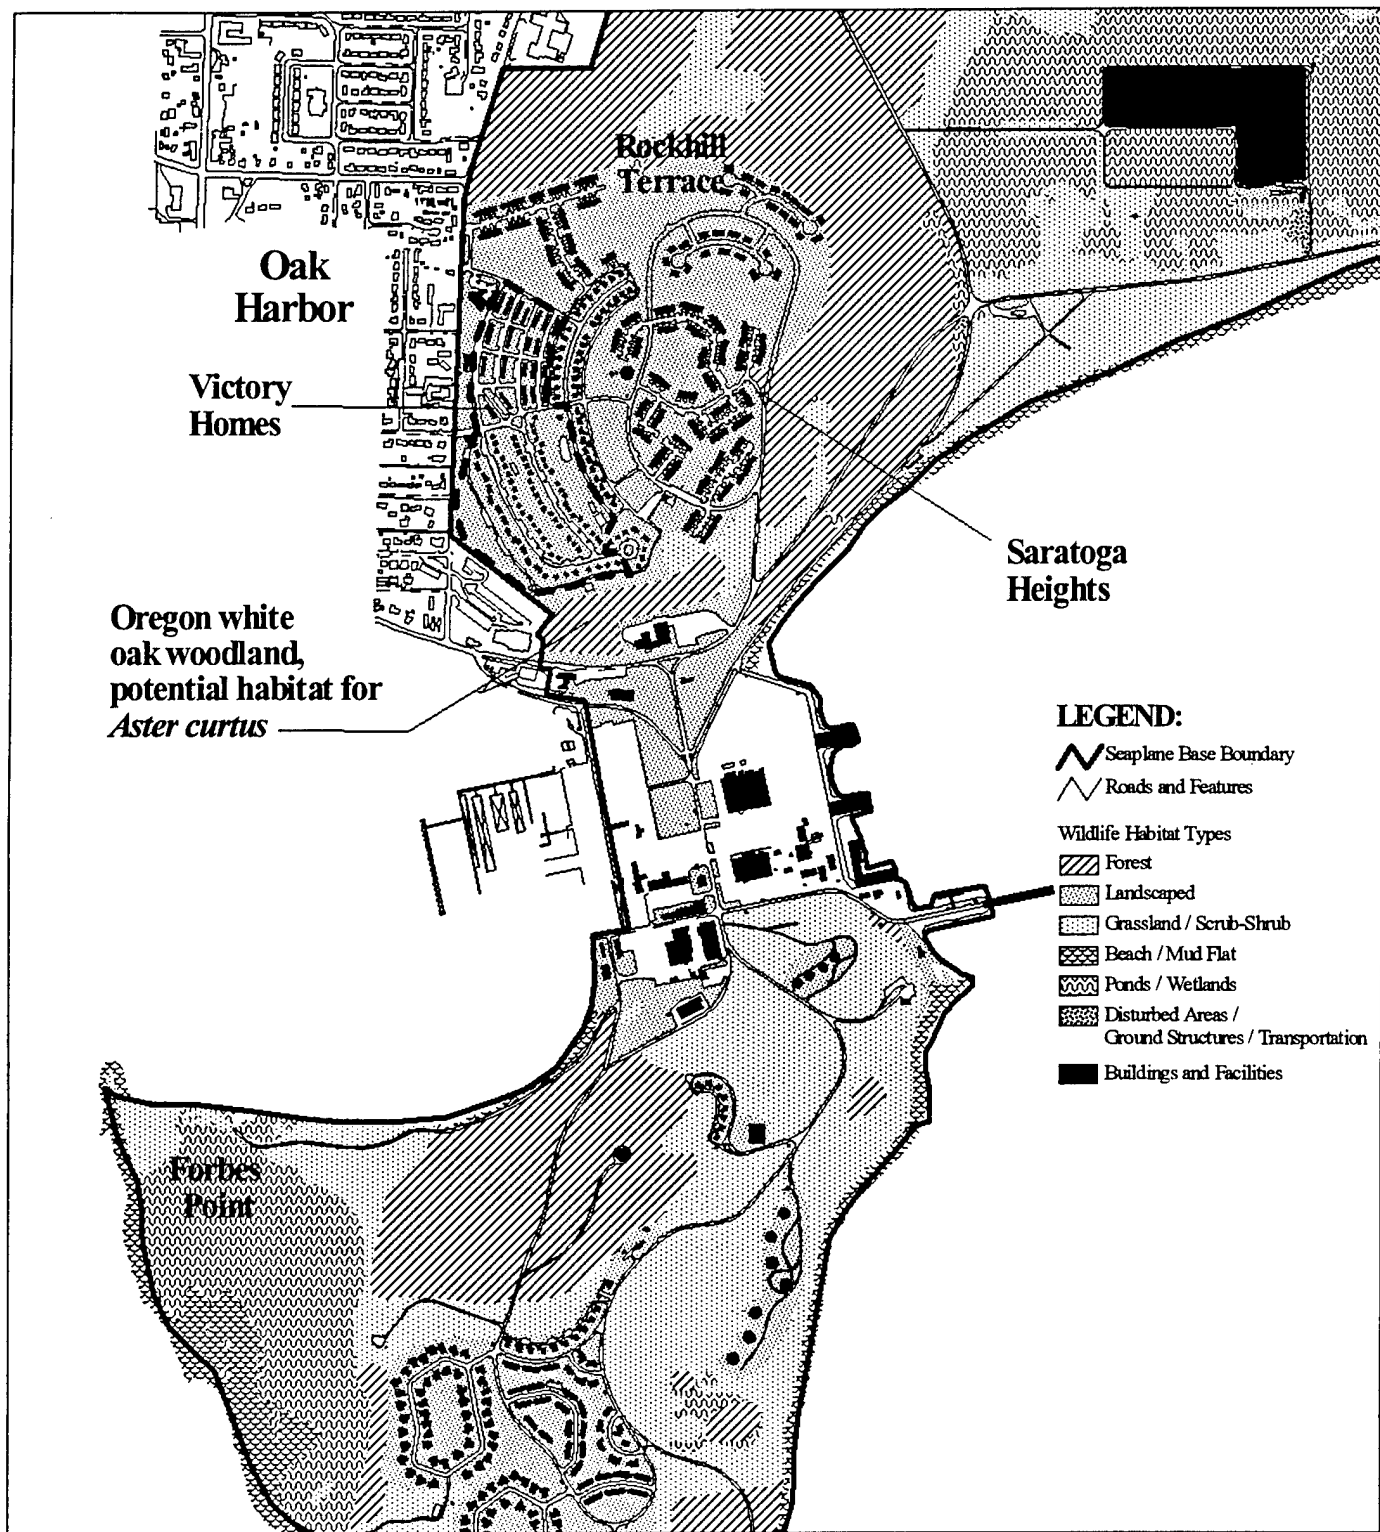 Rockhill
Terrace
Oak
Harbor
Victory
Homes
Saratoga
Heights
Oregon white
oak woodland,
potential habitat for
Aster curtus
LEGEND:
Seaplane Base Boundary
Roads and Features
Wildlife Habitat Types
Forest
Landscaped
Grassland / Scrub-Shrub
Beach / Mud Flat
Ponds / Wetlands
Disturbed Areas /
Ground Structures / Transportation
Buildings and Facilities
Forbes
Point